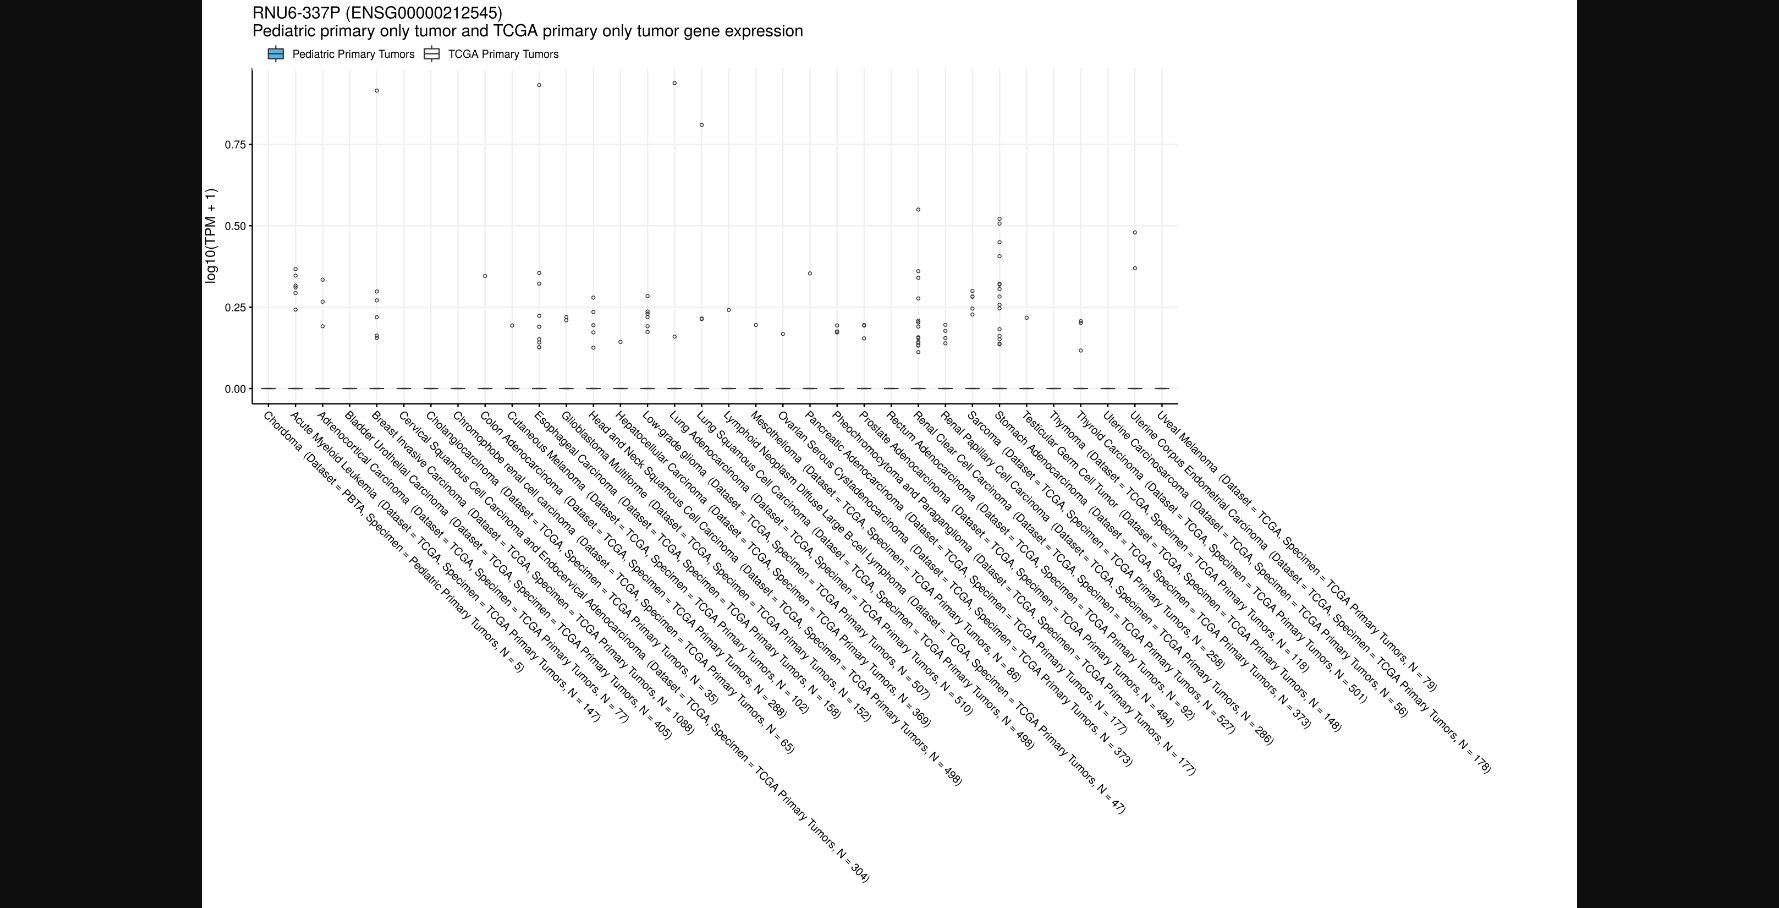 RNU6-337P (ENSG00000212545)
Pediatric primary only tumor and TCGA primary only tumor gene expression
Pediatric Primary Tumors
TCGA Primary Tumors
log10(TPM + 1)
0.75
0.50
0.25
0.00
Chordoma (Dataset = PBTA, Specimen = Pediatric Primary Tumors, N = 5)
Acute Myeloid Leukemia (Dataset = TCGA, Specimen = TCGA Primary Tumors, N = 147)
Adrenocortical Carcinoma (Dataset = TCGA, Specimen = TCGA Primary Tumors, N = 77)
Bladder Urothelial Carcinoma (Dataset = TCGA, Specimen = TCGA Primary Tumors, N = 405)
Breast Invasive Carcinoma (Dataset = TCGA, Specimen = TCGA Primary Tumors, N = 1088)
Cervical Squamous Cell Carcinoma and Endocervical Adenocarcinoma (Dataset = TCGA, Specimen = TCGA Primary Tumors, N = 304)
Cholangiocarcinoma (Dataset = TCGA, Specimen = TCGA Primary Tumors, N = 35)
Chromophobe renal cell carcinoma (Dataset = TCGA, Specimen = TCGA Primary Tumors, N = 65)
Colon Adenocarcinoma (Dataset = TCGA, Specimen = TCGA Primary Tumors, N = 288)
Cutaneous Melanoma (Dataset = TCGA, Specimen = TCGA Primary Tumors, N = 102)
Esophageal Carcinoma (Dataset = TCGA, Specimen = TCGA Primary Tumors, N = 158)
Glioblastoma Multiforme (Dataset = TCGA, Specimen = TCGA Primary Tumors, N = 152)
Head and Neck Squamous Cell Carcinoma (Dataset = TCGA, Specimen = TCGA Primary Tumors, N = 498)
Hepatocellular Carcinoma (Dataset = TCGA, Specimen = TCGA Primary Tumors, N = 369)
Low-grade glioma (Dataset = TCGA, Specimen = TCGA Primary Tumors, N = 507)
Lung Adenocarcinoma (Dataset = TCGA, Specimen = TCGA Primary Tumors, N = 510)
Lung Squamous Cell Carcinoma (Dataset = TCGA, Specimen = TCGA Primary Tumors, N = 498)
Lymphoid Neoplasm Diffuse Large B-cell Lymphoma (Dataset = TCGA, Specimen = TCGA Primary Tumors, N = 47)
Mesothelioma (Dataset = TCGA, Specimen = TCGA Primary Tumors, N = 86)
Ovarian Serous Cystadenocarcinoma (Dataset = TCGA, Specimen = TCGA Primary Tumors, N = 373)
Pancreatic Adenocarcinoma (Dataset = TCGA, Specimen = TCGA Primary Tumors, N = 177)
Pheochromocytoma and Paraganglioma (Dataset = TCGA, Specimen = TCGA Primary Tumors, N = 177)
Prostate Adenocarcinoma (Dataset = TCGA, Specimen = TCGA Primary Tumors, N = 494)
Rectum Adenocarcinoma (Dataset = TCGA, Specimen = TCGA Primary Tumors, N = 92)
Renal Clear Cell Carcinoma (Dataset = TCGA, Specimen = TCGA Primary Tumors, N = 527)
Renal Papillary Cell Carcinoma (Dataset = TCGA, Specimen = TCGA Primary Tumors, N = 286)
Sarcoma (Dataset = TCGA, Specimen = TCGA Primary Tumors, N = 258)
Stomach Adenocarcinoma (Dataset = TCGA, Specimen = TCGA Primary Tumors, N = 373)
Testicular Germ Cell Tumor (Dataset = TCGA, Specimen = TCGA Primary Tumors, N = 148)
Thymoma (Dataset = TCGA, Specimen = TCGA Primary Tumors, N = 118)
Thyroid Carcinoma (Dataset = TCGA, Specimen = TCGA Primary Tumors, N = 501)
Uterine Carcinosarcoma (Dataset = TCGA, Specimen = TCGA Primary Tumors, N = 56)
Uterine Corpus Endometrial Carcinoma (Dataset = TCGA, Specimen = TCGA Primary Tumors, N = 178)
Uveal Melanoma (Dataset = TCGA, Specimen = TCGA Primary Tumors, N = 79)